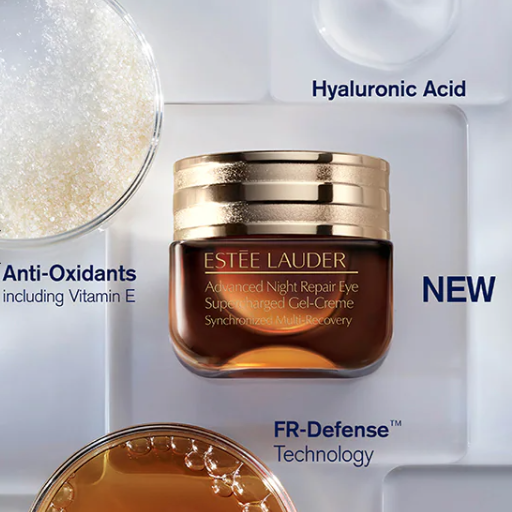 Hyaluronic Acid
ESTĒE LAUDER
Advanced Night Repair Eye
Supercharged Gel-Creme
Synchronized Multi-Recovery
Anti-Oxidants
including Vitamin E
NEW
FR-Defense™
Technology